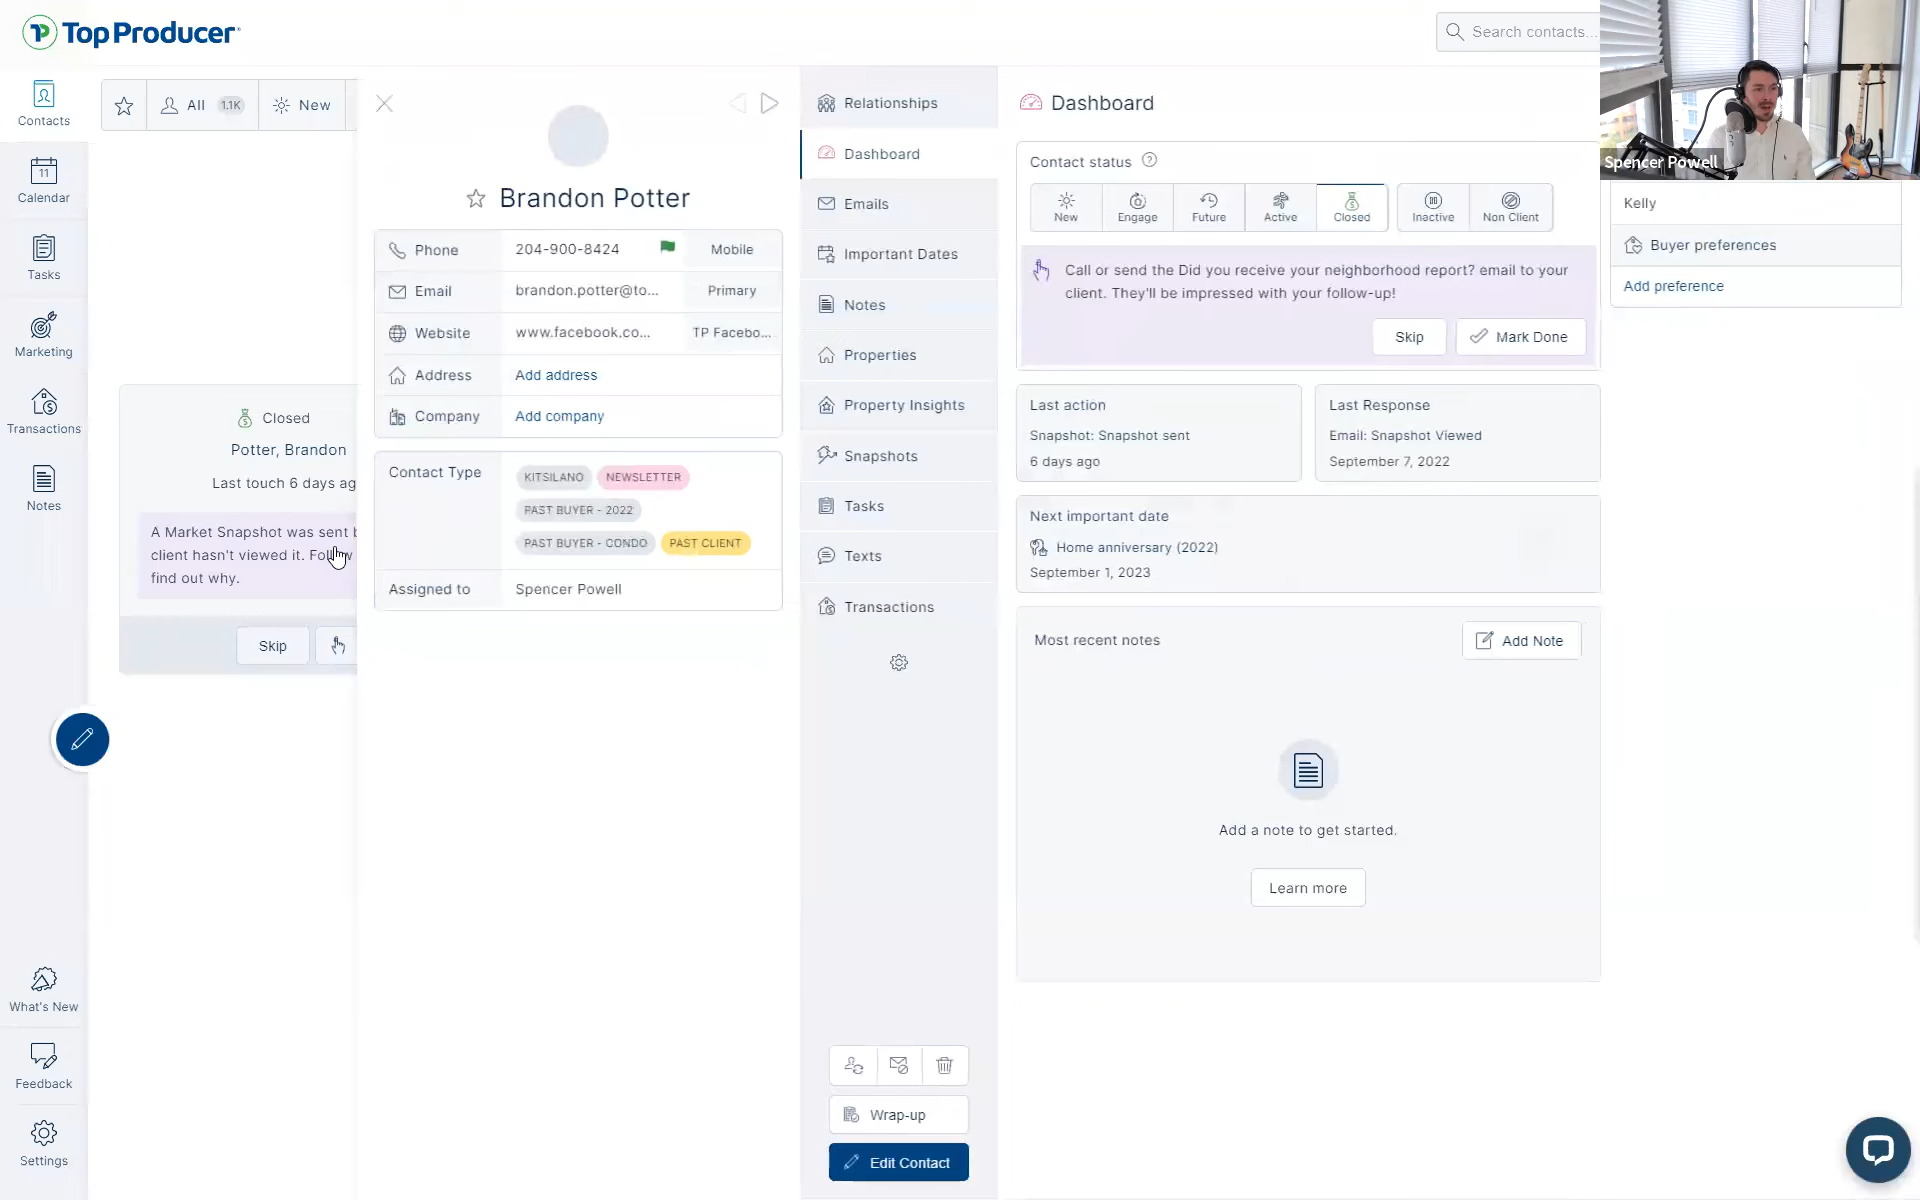 TopProducer
Search contacts...
Spencer Powell
Contacts
11
Calendar
Tasks
Marketing
Transactions
Notes
What's New
Feedback
Settings
All 1.1K
New
Closed
Potter, Brandon
Last touch 6 days ag
A Market Snapshot was sent b
client hasn't viewed it.
find out why.
Skip
Brandon Potter
Phone 204-900-8424 Mobile
Email brandon.potter@to... Primary
Website www.facebook.co... TP Facebo...
Address Add address
Company Add company
Contact Type KITSILANO NEWSLETTER
PAST BUYER - 2022
PAST BUYER - CONDO PAST CLIENT
Assigned to Spencer Powell
Relationships
Dashboard
Emails
Important Dates
Notes
Properties
Property Insights
Snapshots
Tasks
Texts
Transactions
Wrap-up
Edit Contact
Dashboard
Contact status ?
New Engage Future Active Closed Inactive Non Client
Call or send the Did you receive your neighborhood report? email to your
client. They'll be impressed with your follow-up!
Skip Mark Done
Last action
Snapshot: Snapshot sent
6 days ago
Last Response
Email: Snapshot Viewed
September 7, 2022
Next important date
Home anniversary (2022)
September 1, 2023
Most recent notes Add Note
Add a note to get started.
Learn more
Kelly
Buyer preferences
Add preference